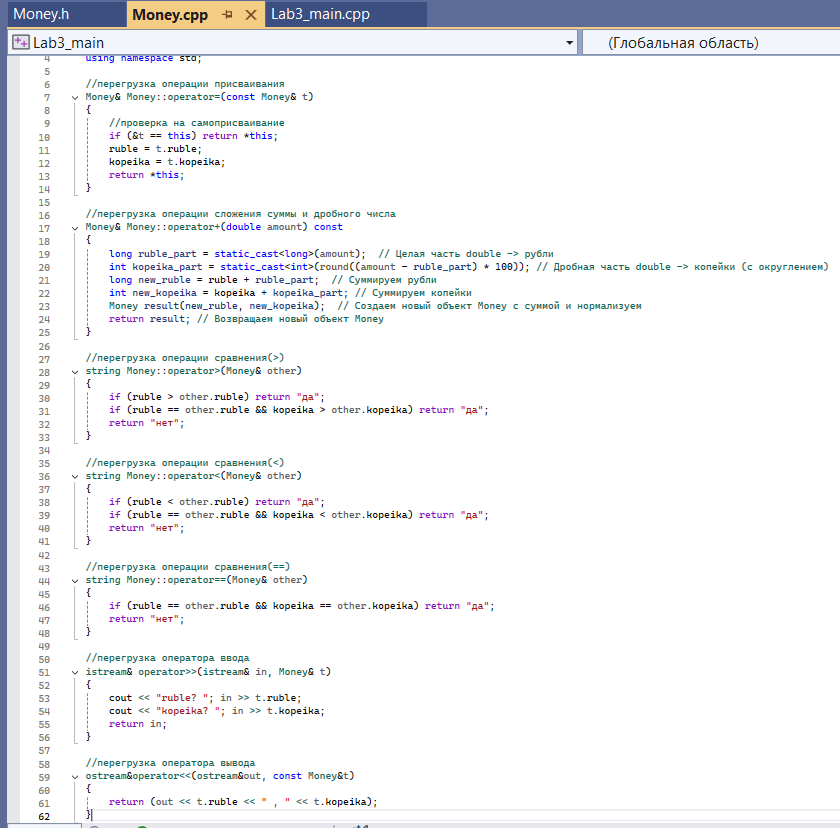 Money.h
Money.cpp
Lab3_main.cpp
Lab3_main
(Глобальная область)
4 using namespace std;
5
6 //перегрузка операции присваивания
7 Money& Money::operator=(const Money& t)
8 {
9 //проверка на самоприсваивание
10 if (&t == this) return *this;
11 ruble = t.ruble;
12 kopeika = t.kopeika;
13 return *this;
14 }
15
16 //перегрузка операции сложения суммы и дробного числа
17 Money& Money::operator+(double amount) const
18 {
19 long ruble_part = static_cast<long>(amount); // Целая часть double -> рубли
20 int kopeika_part = static_cast<int>(round((amount - ruble_part) * 100)); // Дробная часть double -> копейки (с округлением)
21 long new_ruble = ruble + ruble_part; // Суммируем рубли
22 int new_kopeika = kopeika + kopeika_part; // Суммируем копейки
23 Money result(new_ruble, new_kopeika); // Создаем новый объект Money с суммой и нормализуем
24 return result; // Возвращаем новый объект Money
25 }
26
27 //перегрузка операции сравнения(>)
28 string Money::operator>(Money& other)
29 {
30 if (ruble > other.ruble) return "да";
31 if (ruble == other.ruble && kopeika > other.kopeika) return "да";
32 return "нет";
33 }
34
35 //перегрузка операции сравнения(<)
36 string Money::operator<(Money& other)
37 {
38 if (ruble < other.ruble) return "да";
39 if (ruble == other.ruble && kopeika < other.kopeika) return "да";
40 return "нет";
41 }
42
43 //перегрузка операции сравнения(==)
44 string Money::operator==(Money& other)
45 {
46 if (ruble == other.ruble && kopeika == other.kopeika) return "да";
47 return "нет";
48 }
49
50 //перегрузка оператора ввода
51 istream& operator>>(istream& in, Money& t)
52 {
53 cout << "ruble? "; in >> t.ruble;
54 cout << "kopeika? "; in >> t.kopeika;
55 return in;
56 }
57
58 //перегрузка оператора вывода
59 ostream&operator<<(ostream&out, const Money&t)
60 {
61 return (out << t.ruble << " , " << t.kopeika);
62 }